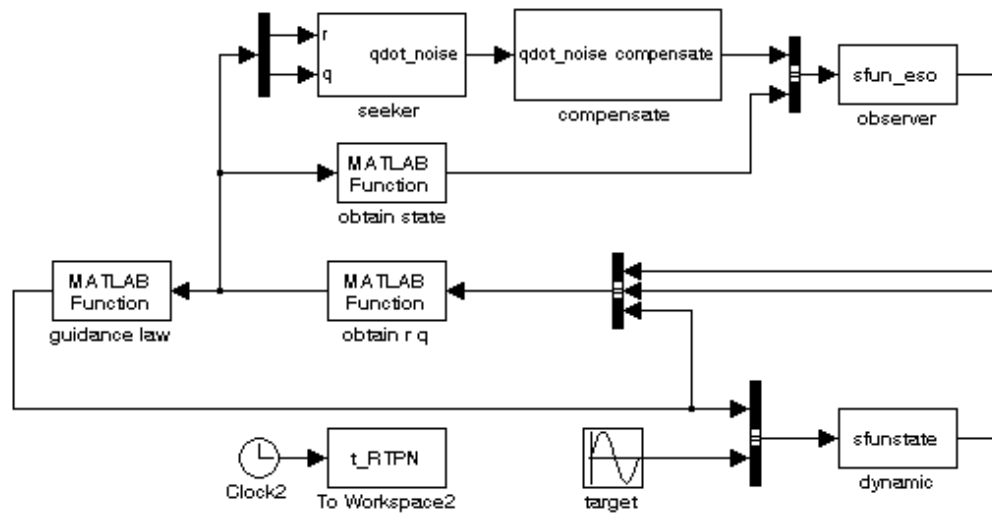 r
q
qdot_noise
seeker
qdot_noise compensate
compensate
sfun_eso
observer
MATLAB
Function
obtain state
MATLAB
Function
guidance law
MATLAB
Function
obtain r q
Clock2
t_RTPN
To Workspace2
target
sfunstate
dynamic